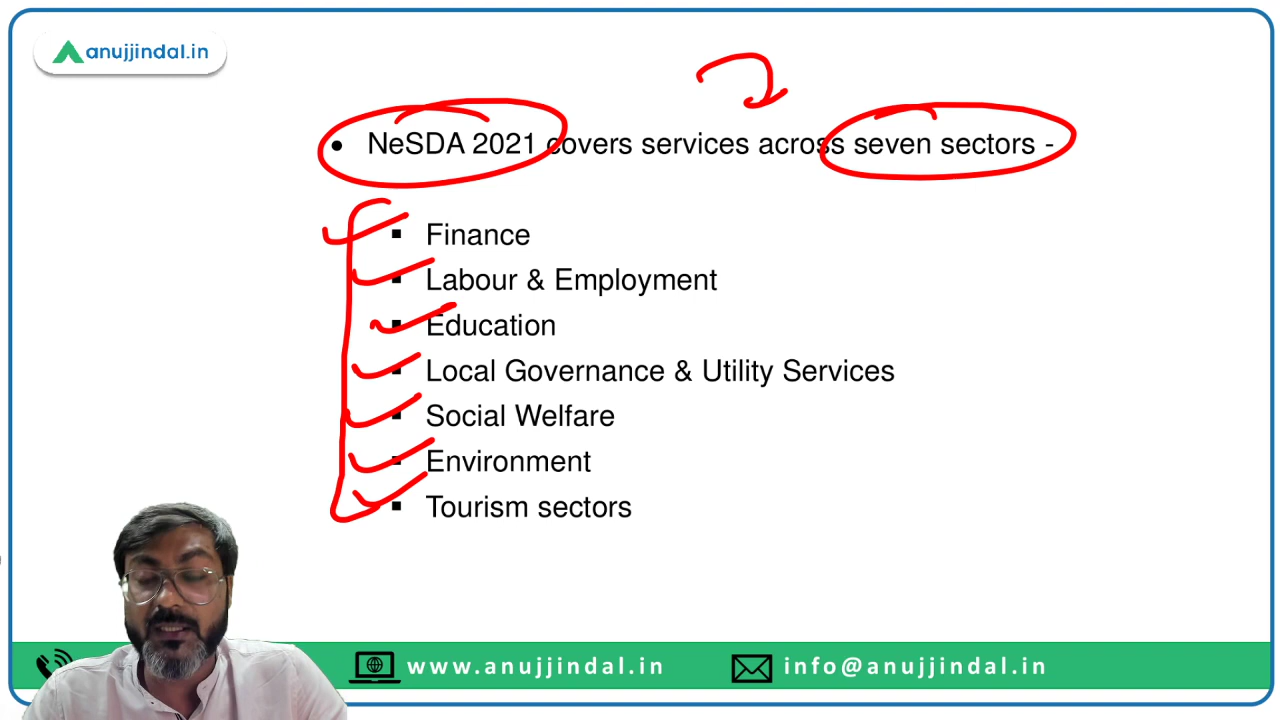 anujjindal.in
NeSDA 2021 covers services across seven sectors -
Finance
Labour & Employment
Education
Local Governance & Utility Services
Social Welfare
Environment
Tourism sectors
www.anujjindal.in
info@anujjindal.in